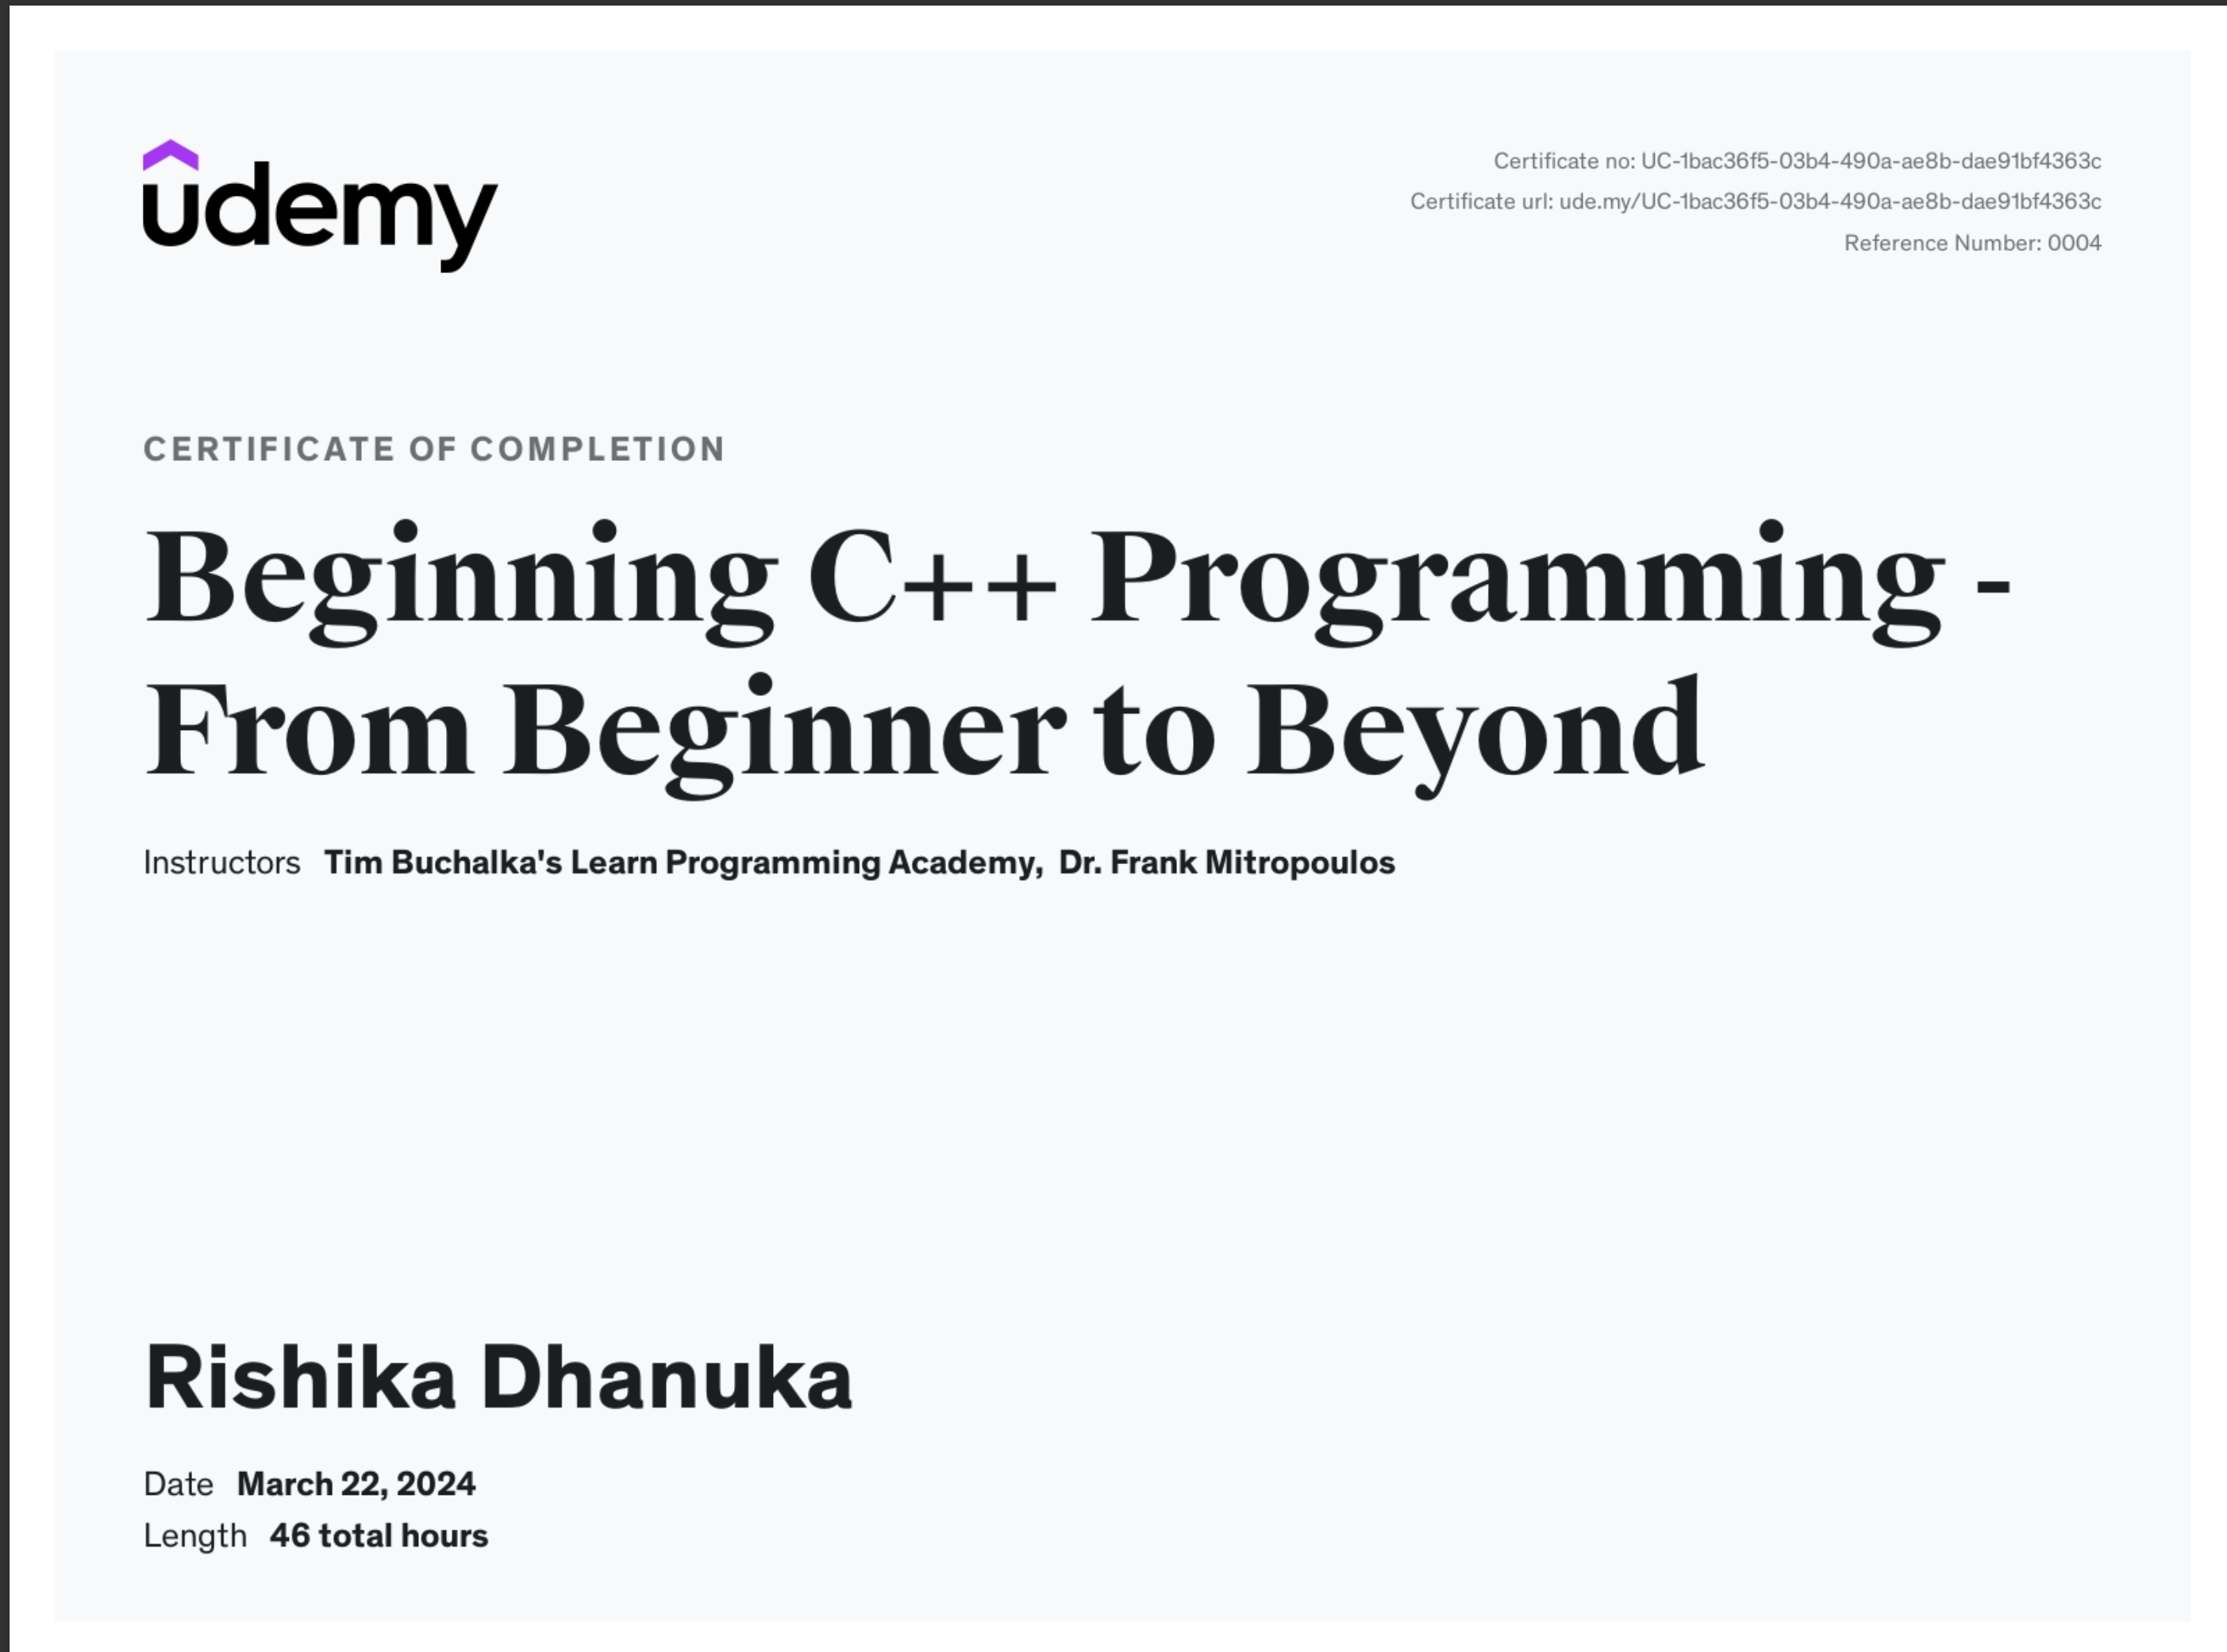 udemy
Certificate no: UC-1bac36f5-03b4-490a-ae8b-dae91bf4363c
Certificate url: ude.my/UC-1bac36f5-03b4-490a-ae8b-dae91bf4363c
Reference Number: 0004
CERTIFICATE OF COMPLETION
Beginning C++ Programming -
From Beginner to Beyond
Instructors Tim Buchalka's Learn Programming Academy, Dr. Frank Mitropoulos
Rishika Dhanuka
Date March 22, 2024
Length 46 total hours